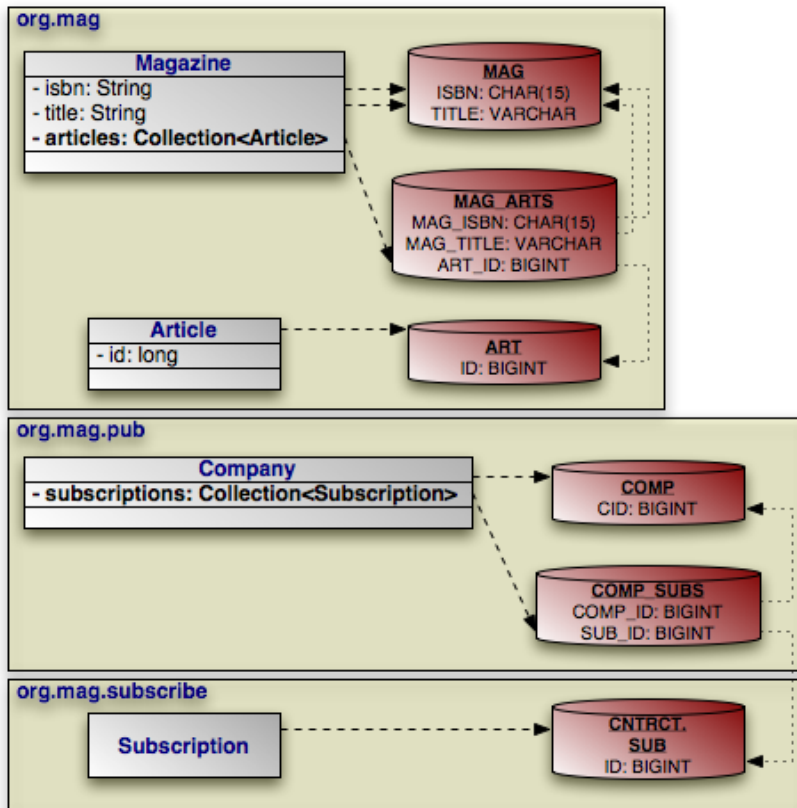 org.mag
Magazine
- isbn: String
- title: String
- articles: Collection<Article>
MAG
ISBN: CHAR(15)
TITLE: VARCHAR
MAG_ARTS
MAG_ISBN: CHAR(15)
MAG_TITLE: VARCHAR
ART_ID: BIGINT
Article
- id: long
ART
ID: BIGINT
org.mag.pub
Company
- subscriptions: Collection<Subscription>
COMP
CID: BIGINT
COMP_SUBS
COMP_ID: BIGINT
SUB_ID: BIGINT
org.mag.subscribe
Subscription
CNTRCT.
SUB
ID: BIGINT